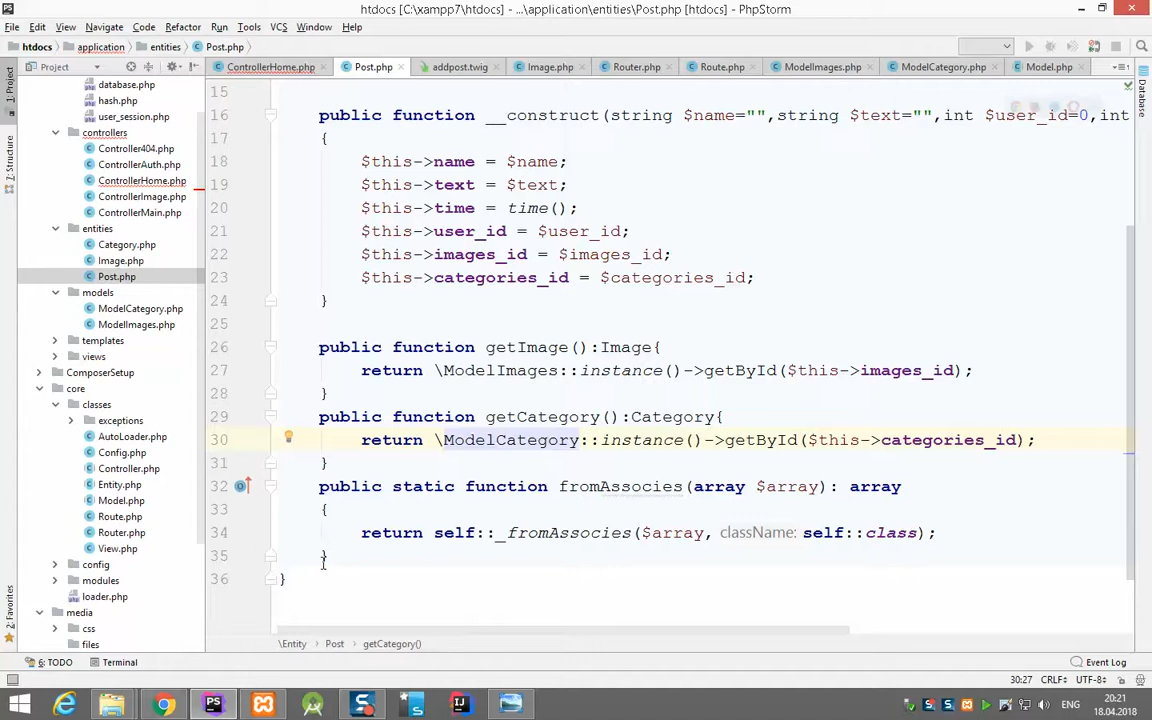 htdocs [C:\xampp7\htdocs] - ...\application\entities\Post.php [htdocs] - PhpStorm
File Edit View Navigate Code Refactor Run Tools VCS Window Help
htdocs application entities Post.php
Project
ControllerHome.php Post.php addpost.twig Image.php Router.php Route.php ModelImages.php ModelCategory.php Model.php
1: Project
7: Structure
2: Favorites
Database
database.php
hash.php
user_session.php
controllers
Controller404.php
ControllerAuth.php
ControllerHome.php
ControllerImage.php
ControllerMain.php
entities
Category.php
Image.php
Post.php
models
ModelCategory.php
ModelImages.php
templates
views
ComposerSetup
core
classes
exceptions
AutoLoader.php
Config.php
Controller.php
Entity.php
Model.php
Route.php
Router.php
View.php
config
modules
loader.php
media
css
files
15
16 public function __construct(string $name="",string $text="",int $user_id=0,int
17 {
18 $this->name = $name;
19 $this->text = $text;
20 $this->time = time();
21 $this->user_id = $user_id;
22 $this->images_id = $images_id;
23 $this->categories_id = $categories_id;
24 }
25
26 public function getImage():Image{
27 return \ModelImages::instance()->getById($this->images_id);
28 }
29 public function getCategory():Category{
30 return \ModelCategory::instance()->getById($this->categories_id);
31 }
32 public static function fromAssocies(array $array): array
33 {
34 return self::_fromAssocies($array, className: self::class);
35 }
36 }
\Entity Post getCategory()
6: TODO Terminal Event Log
30:27 CRLF UTF-8
ENG 20:21
18.04.2018